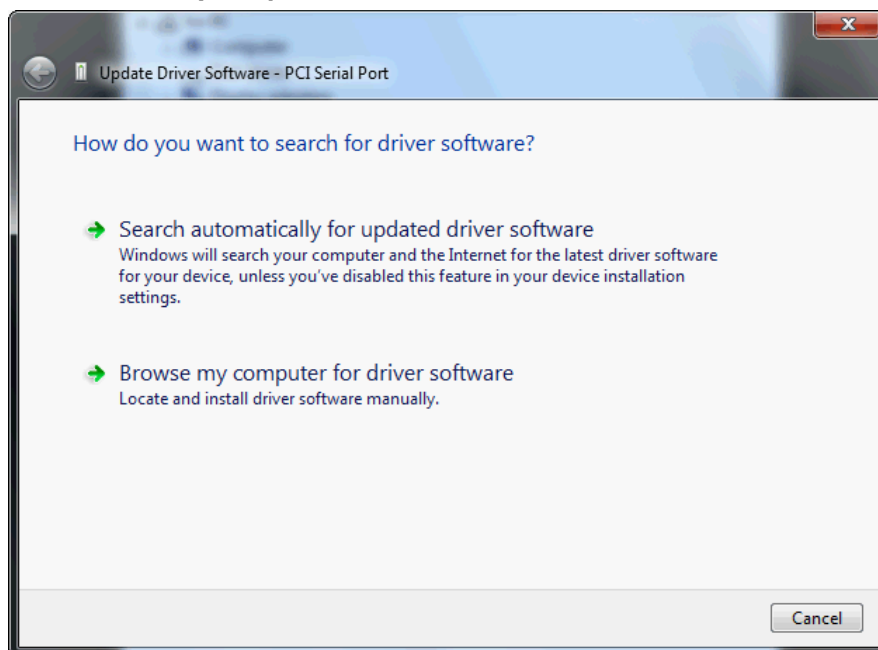 Computer
X
Update Driver Software - PCI Serial Port
How do you want to search for driver software?
Search automatically for updated driver software
Windows will search your computer and the Internet for the latest driver software
for your device, unless you've disabled this feature in your device installation
settings.
Browse my computer for driver software
Locate and install driver software manually.
Cancel